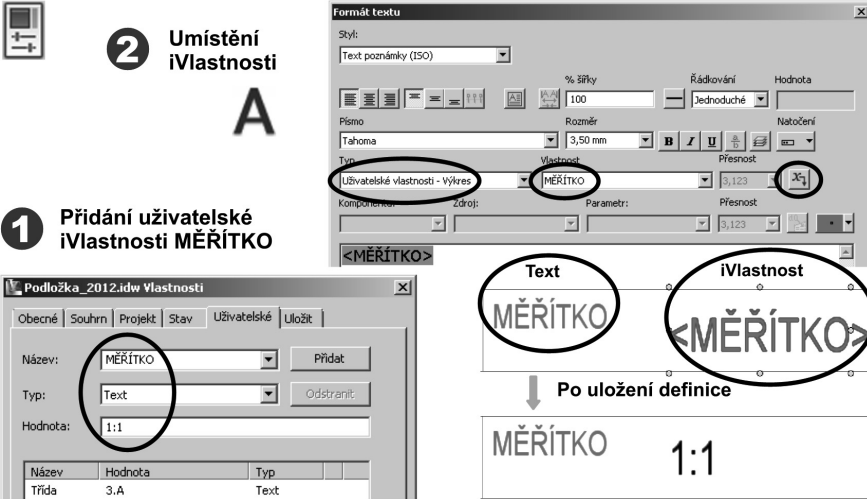 2
Umístění
iVlastnosti
A
1
Přidání uživatelské
iVlastnosti MĚŘÍTKO
Formát textu
Styl:
Text poznámky (ISO)
% šířky
Řádkování
Hodnota
100
Jednoduché
Písmo
Rozměr
Natočení
Tahoma
3,50 mm
B I U
Typ
Vlastnost
Přesnost
Uživatelské vlastnosti - Výkres
MĚŘÍTKO
3,123
Komponenta:
Zdroj:
Parametr:
Přesnost
3,123
<MĚŘÍTKO>
Podložka_2012.idw Vlastnosti
Obecné Souhrn Projekt Stav Uživatelské Uložit
Název:
MĚŘÍTKO
Přidat
Typ:
Text
Odstranit
Hodnota:
1:1
Název Hodnota Typ
Třída 3.A Text
Text
iVlastnost
MĚŘÍTKO
<MĚŘÍTKO>
Po uložení definice
MĚŘÍTKO
1:1